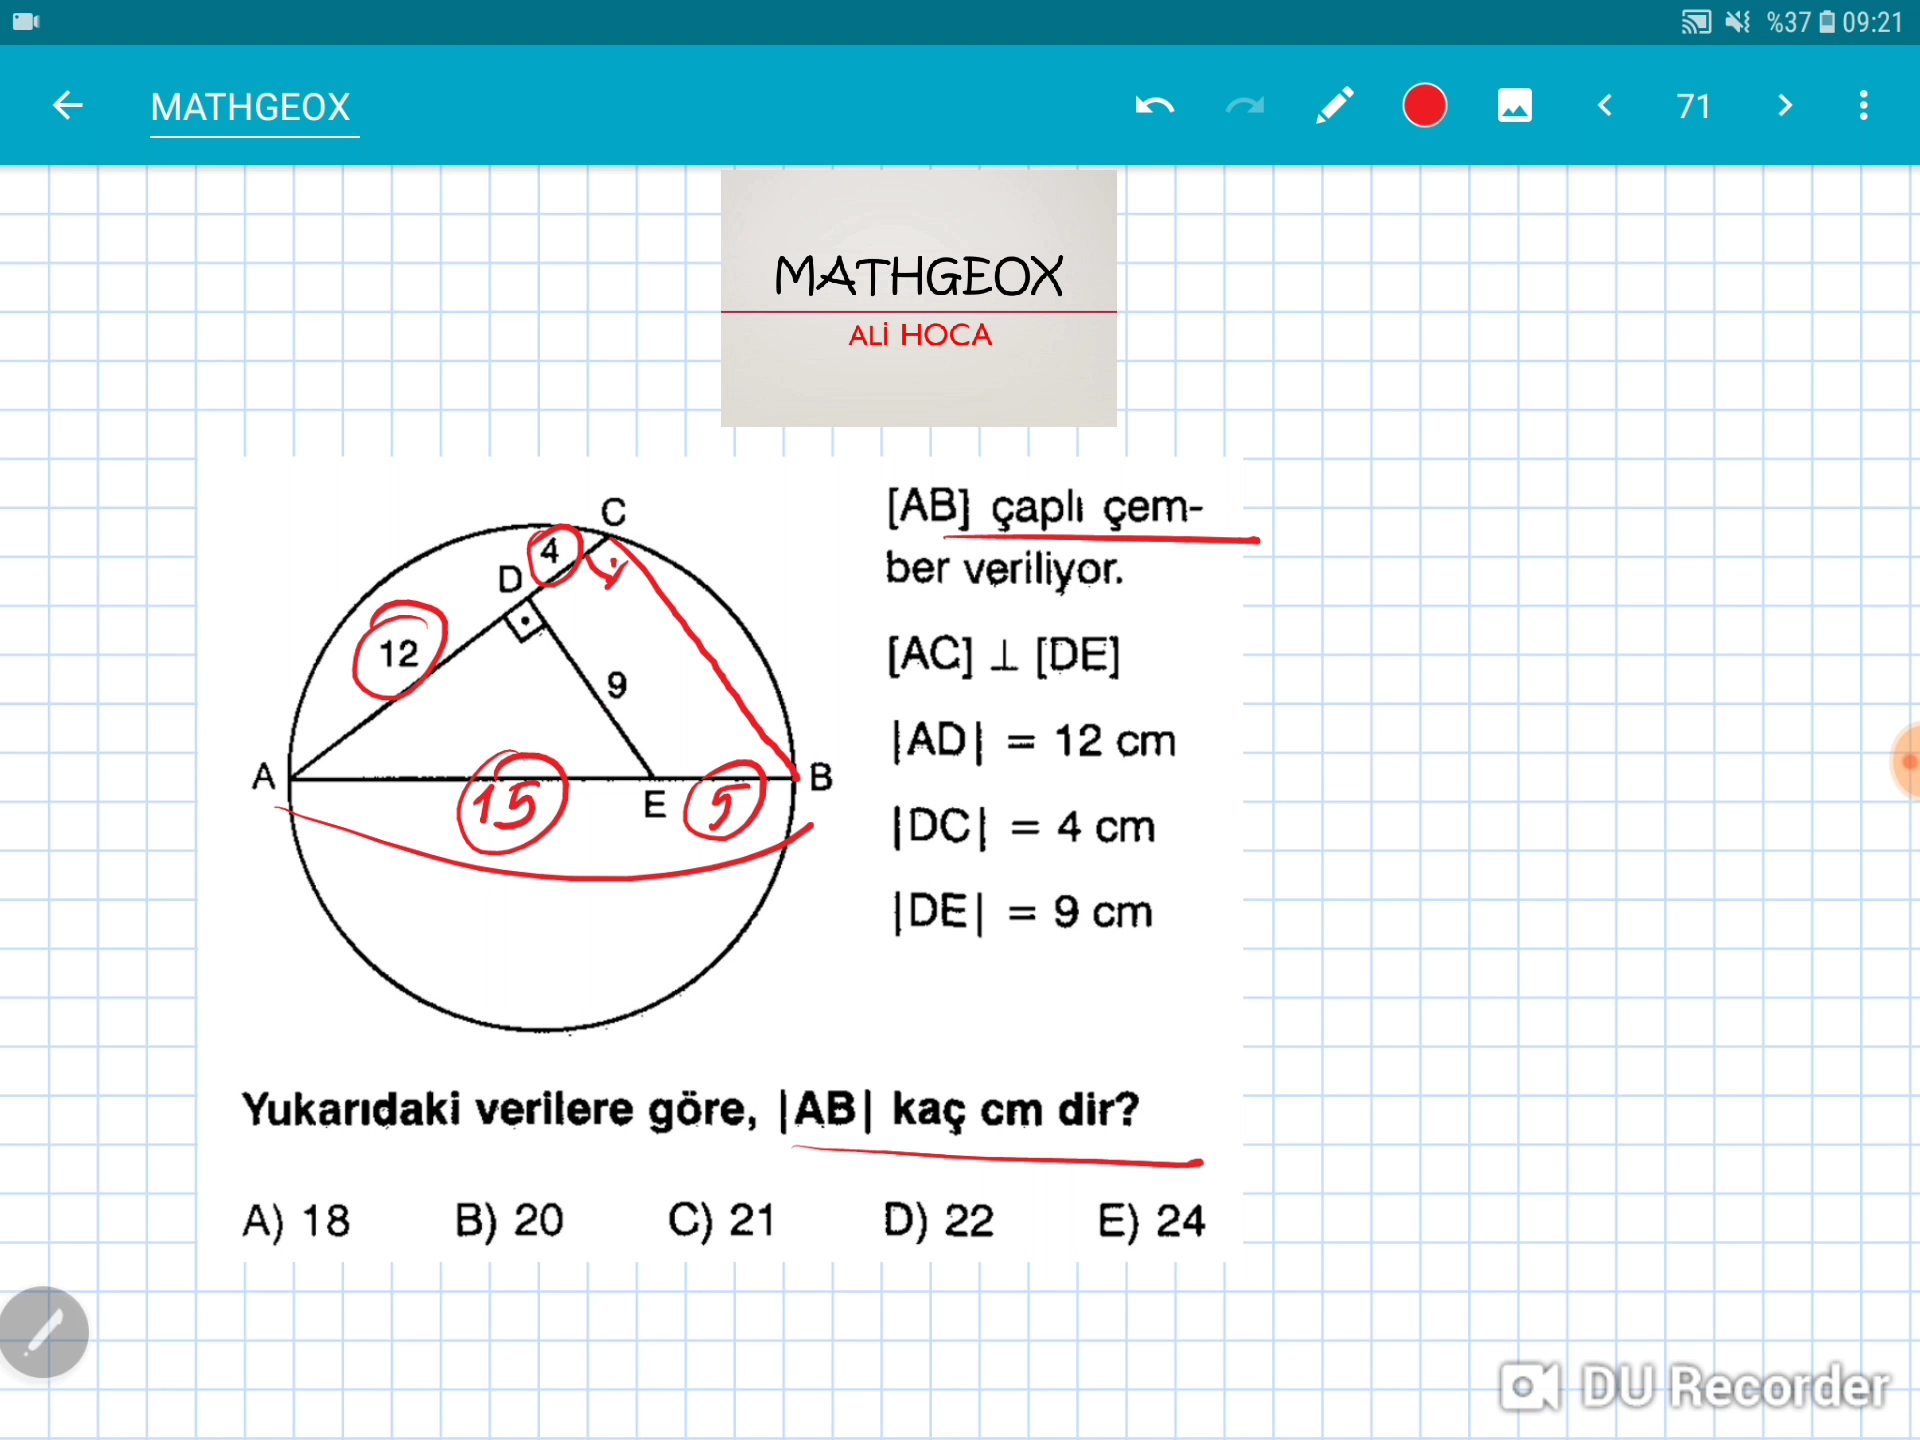 %37 09:21
MATHGEOX
71
MATHGEOX
ALİ HOCA
C
4
D
12
9
A
15
E
5
B
[AB] çaplı çem-
ber veriliyor.
[AC] ⊥ [DE]
|AD| = 12 cm
|DC| = 4 cm
|DE| = 9 cm
Yukarıdaki verilere göre, |AB| kaç cm dir?
A) 18 B) 20 C) 21 D) 22 E) 24
DU Recorder